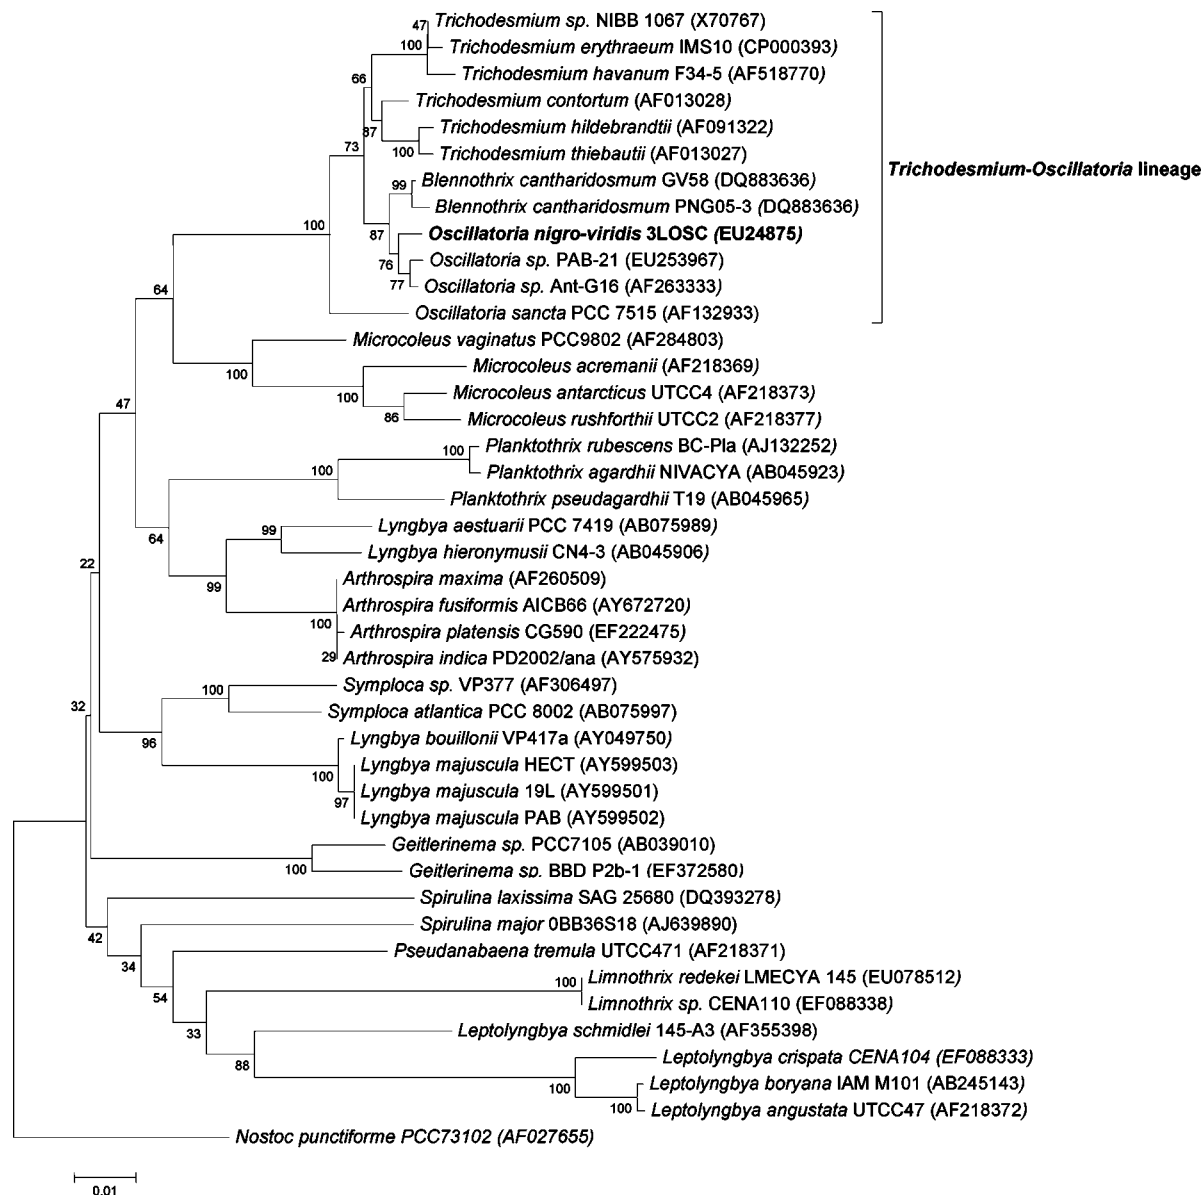 47 Trichodesmium sp. NIBB 1067 (X70767)
100 Trichodesmium erythraeum IMS10 (CP000393)
Trichodesmium havanum F34-5 (AF518770)
66
Trichodesmium contortum (AF013028)
87
Trichodesmium hildebrandtii (AF091322)
73
100 Trichodesmium thiebautii (AF013027)
Trichodesmium-Oscillatoria lineage
99 Blennothrix cantharidosmum GV58 (DQ883636)
Blennothrix cantharidosmum PNG05-3 (DQ883636)
100
87
Oscillatoria nigro-viridis 3LOSC (EU24875)
76
Oscillatoria sp. PAB-21 (EU253967)
77 Oscillatoria sp. Ant-G16 (AF263333)
64
Oscillatoria sancta PCC 7515 (AF132933)
Microcoleus vaginatus PCC9802 (AF284803)
100
Microcoleus acremanii (AF218369)
100
Microcoleus antarcticus UTCC4 (AF218373)
47
86 Microcoleus rushforthii UTCC2 (AF218377)
100 Planktothrix rubescens BC-Pla (AJ132252)
100 Planktothrix agardhii NIVACYA (AB045923)
Planktothrix pseudagardhii T19 (AB045965)
64
99 Lyngbya aestuarii PCC 7419 (AB075989)
Lyngbya hieronymusii CN4-3 (AB045906)
22
99
Arthrospira maxima (AF260509)
Arthrospira fusiformis AICB66 (AY672720)
100
Arthrospira platensis CG590 (EF222475)
29 Arthrospira indica PD2002/ana (AY575932)
100 Symploca sp. VP377 (AF306497)
32
Symploca atlantica PCC 8002 (AB075997)
96
Lyngbya bouillonii VP417a (AY049750)
100
Lyngbya majuscula HECT (AY599503)
Lyngbya majuscula 19L (AY599501)
97
Lyngbya majuscula PAB (AY599502)
Geitlerinema sp. PCC7105 (AB039010)
100 Geitlerinema sp. BBD P2b-1 (EF372580)
Spirulina laxissima SAG 25680 (DQ393278)
42
Spirulina major 0BB36S18 (AJ639890)
34
Pseudanabaena tremula UTCC471 (AF218371)
54
100 Limnothrix redekei LMECYA 145 (EU078512)
Limnothrix sp. CENA110 (EF088338)
33
Leptolyngbya schmidlei 145-A3 (AF355398)
88
Leptolyngbya crispata CENA104 (EF088333)
100
Leptolyngbya boryana IAM M101 (AB245143)
100 Leptolyngbya angustata UTCC47 (AF218372)
Nostoc punctiforme PCC73102 (AF027655)
0.01